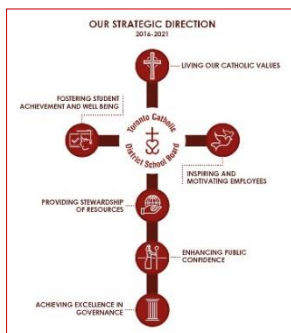 OUR STRATEGIC DIRECTION
2016-2021
LIVING OUR CATHOLIC VALUES
FOSTERING STUDENT
ACHIEVEMENT AND WELL BEING
Toronto Catholic
District School Board
INSPIRING AND
MOTIVATING EMPLOYEES
PROVIDING STEWARDSHIP
OF RESOURCES
ENHANCING PUBLIC
CONFIDENCE
ACHIEVING EXCELLENCE IN
GOVERNANCE